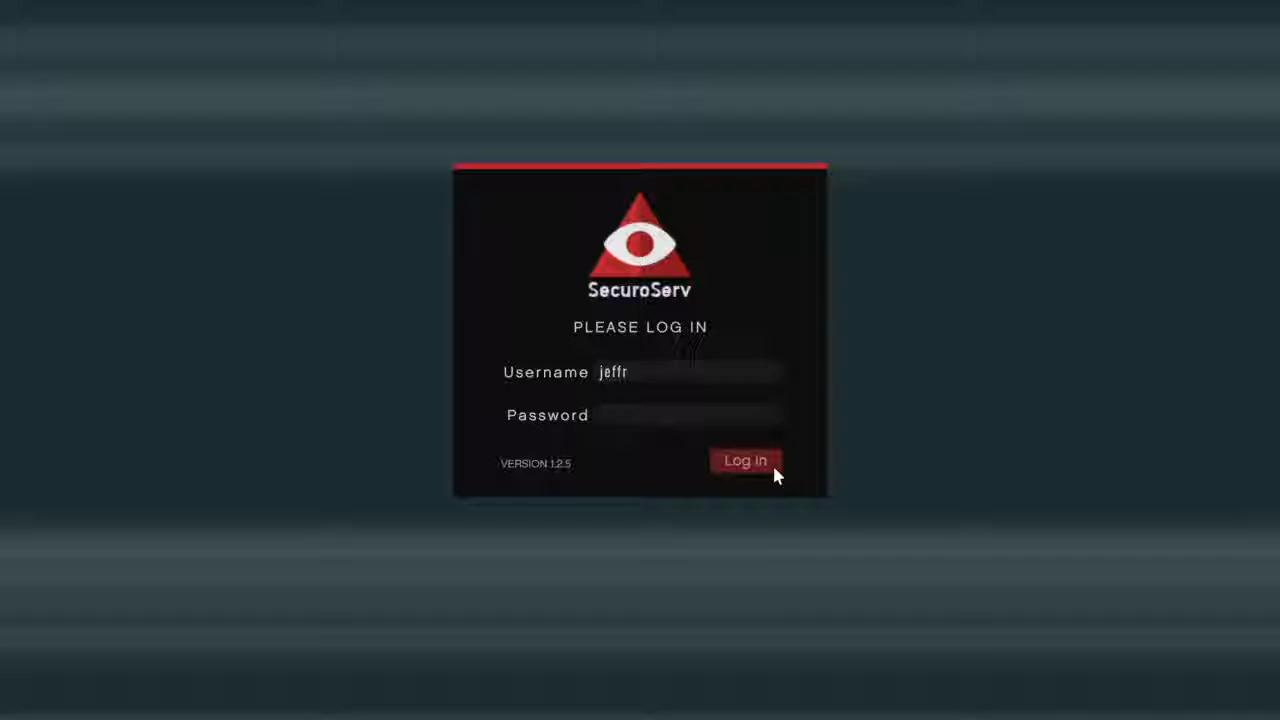 SecuroServ
PLEASE LOG IN
Username jeffr
Password
VERSION 1.2.5
Log In